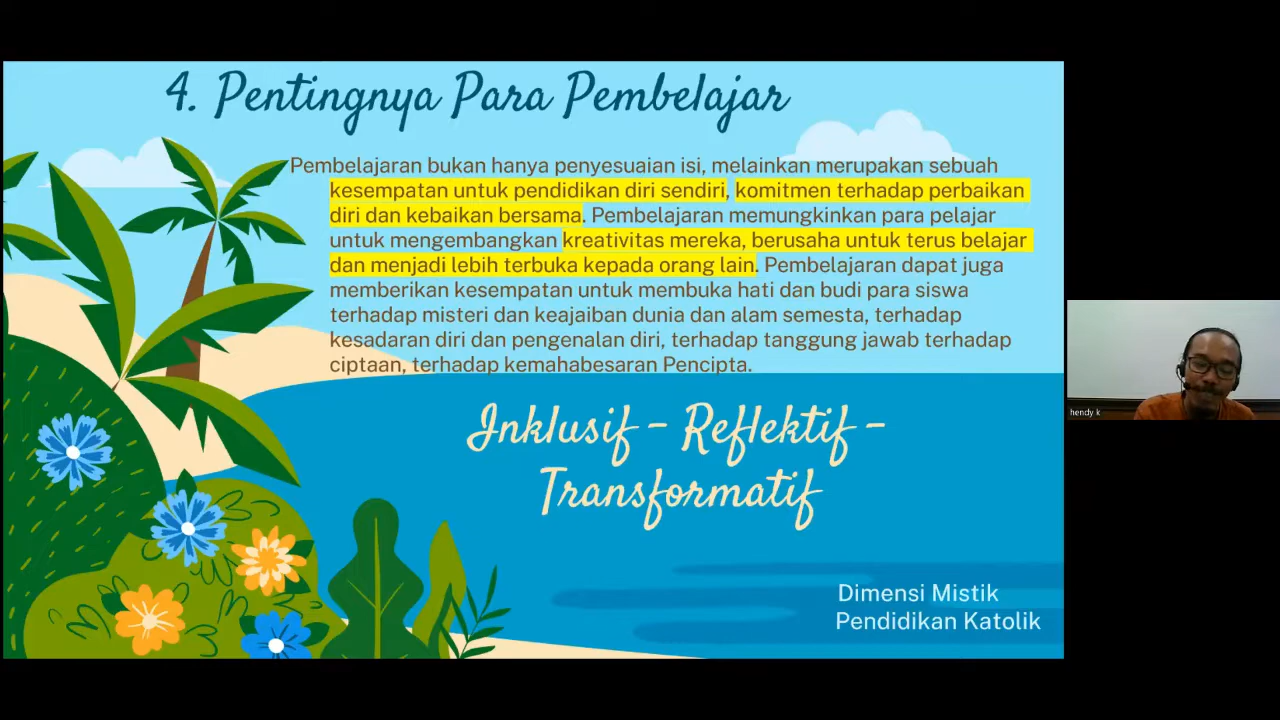 4. Pentingnya Para Pembelajar
Pembelajaran bukan hanya penyesuaian isi, melainkan merupakan sebuah
kesempatan untuk pendidikan diri sendiri, komitmen terhadap perbaikan
diri dan kebaikan bersama. Pembelajaran memungkinkan para pelajar
untuk mengembangkan kreativitas mereka, berusaha untuk terus belajar
dan menjadi lebih terbuka kepada orang lain. Pembelajaran dapat juga
memberikan kesempatan untuk membuka hati dan budi para siswa
terhadap misteri dan keajaiban dunia dan alam semesta, terhadap
kesadaran diri dan pengenalan diri, terhadap tanggung jawab terhadap
ciptaan, terhadap kemahabesaran Pencipta.
Inklusif - Reflektif -
Transformatif
Dimensi Mistik
Pendidikan Katolik
hendy k